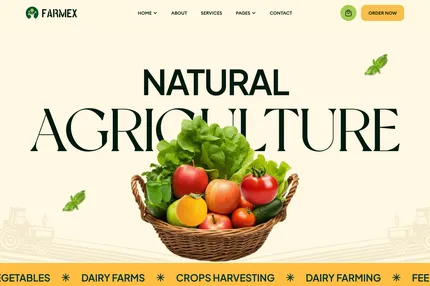 FARMEX
HOME ABOUT SERVICES PAGES CONTACT
ORDER NOW
NATURAL
AGRICULTURE
EGETABLES DAIRY FARMS CROPS HARVESTING DAIRY FARMING FEE